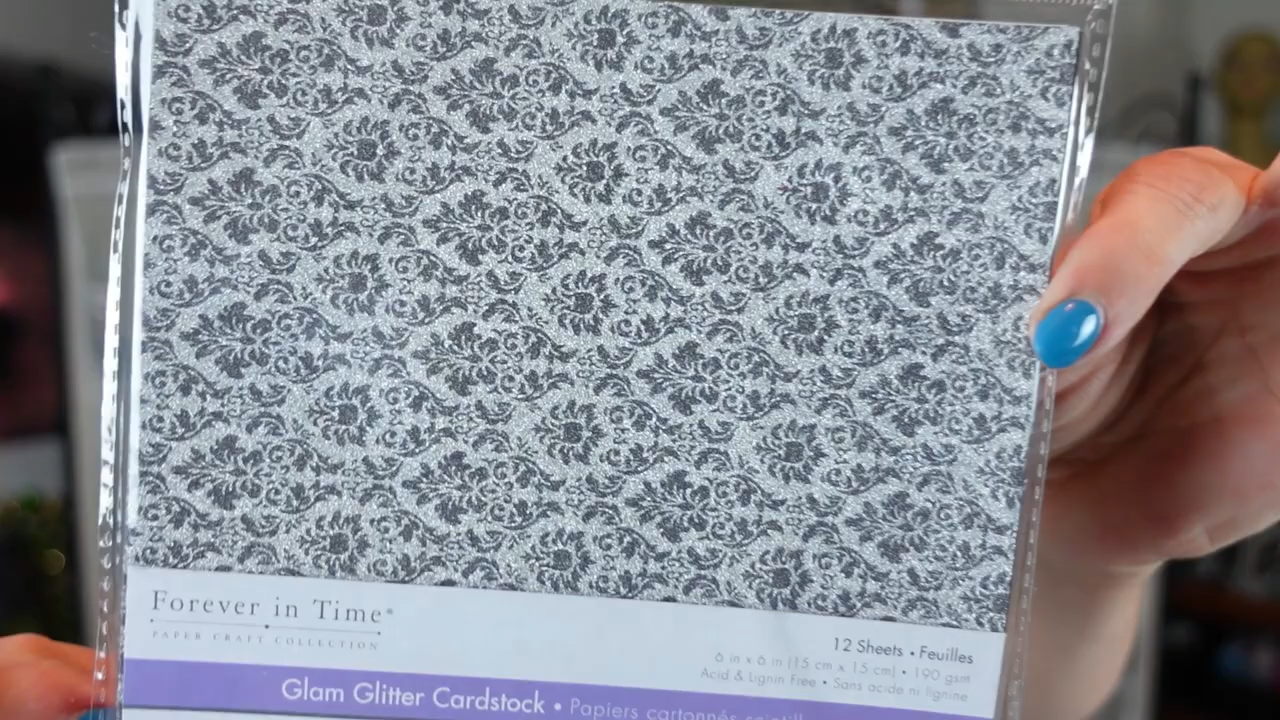 Forever in Time®
PAPER CRAFT COLLECTION
12 Sheets • Feuilles
6 in x 6 in (15 cm x 15 cm) • 190 gsm
Acid & Lignin Free • Sans acide ni lignine
Glam Glitter Cardstock • Papiers cartonnés